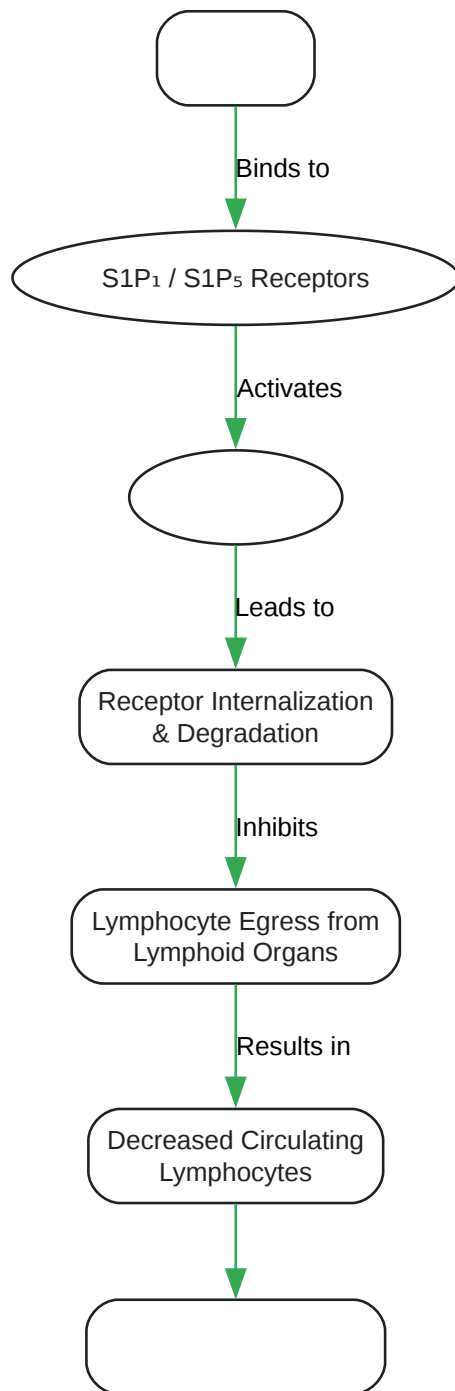 Binds to
S1P₁ / S1P₅ Receptors
Activates
Leads to
Receptor Internalization
& Degradation
Inhibits
Lymphocyte Egress from
Lymphoid Organs
Results in
Decreased Circulating
Lymphocytes